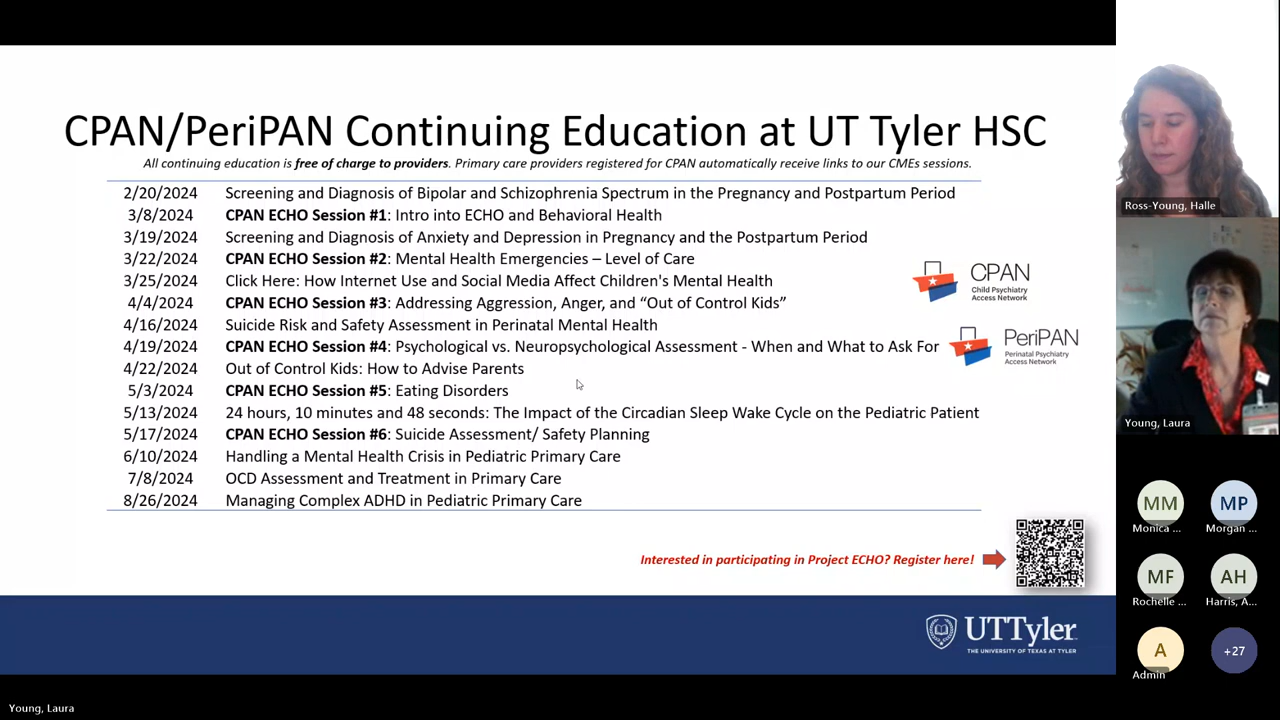 CPAN/PeriPAN Continuing Education at UT Tyler HSC
All continuing education is free of charge to providers. Primary care providers registered for CPAN automatically receive links to our CMEs sessions.
2/20/2024 Screening and Diagnosis of Bipolar and Schizophrenia Spectrum in the Pregnancy and Postpartum Period
3/8/2024 CPAN ECHO Session #1: Intro into ECHO and Behavioral Health
3/19/2024 Screening and Diagnosis of Anxiety and Depression in Pregnancy and the Postpartum Period
3/22/2024 CPAN ECHO Session #2: Mental Health Emergencies – Level of Care
3/25/2024 Click Here: How Internet Use and Social Media Affect Children's Mental Health
4/4/2024 CPAN ECHO Session #3: Addressing Aggression, Anger, and “Out of Control Kids”
4/16/2024 Suicide Risk and Safety Assessment in Perinatal Mental Health
4/19/2024 CPAN ECHO Session #4: Psychological vs. Neuropsychological Assessment - When and What to Ask For
4/22/2024 Out of Control Kids: How to Advise Parents
5/3/2024 CPAN ECHO Session #5: Eating Disorders
5/13/2024 24 hours, 10 minutes and 48 seconds: The Impact of the Circadian Sleep Wake Cycle on the Pediatric Patient
5/17/2024 CPAN ECHO Session #6: Suicide Assessment/ Safety Planning
6/10/2024 Handling a Mental Health Crisis in Pediatric Primary Care
7/8/2024 OCD Assessment and Treatment in Primary Care
8/26/2024 Managing Complex ADHD in Pediatric Primary Care
CPAN
Child Psychiatry
Access Network
PeriPAN
Perinatal Psychiatry
Access Network
Interested in participating in Project ECHO? Register here!
UT Tyler
THE UNIVERSITY OF TEXAS AT TYLER
Ross-Young, Halle
Young, Laura
MM MP
Monica ... Morgan ...
MF AH
Rochelle ... Harris, A...
A +27
Admin
Young, Laura